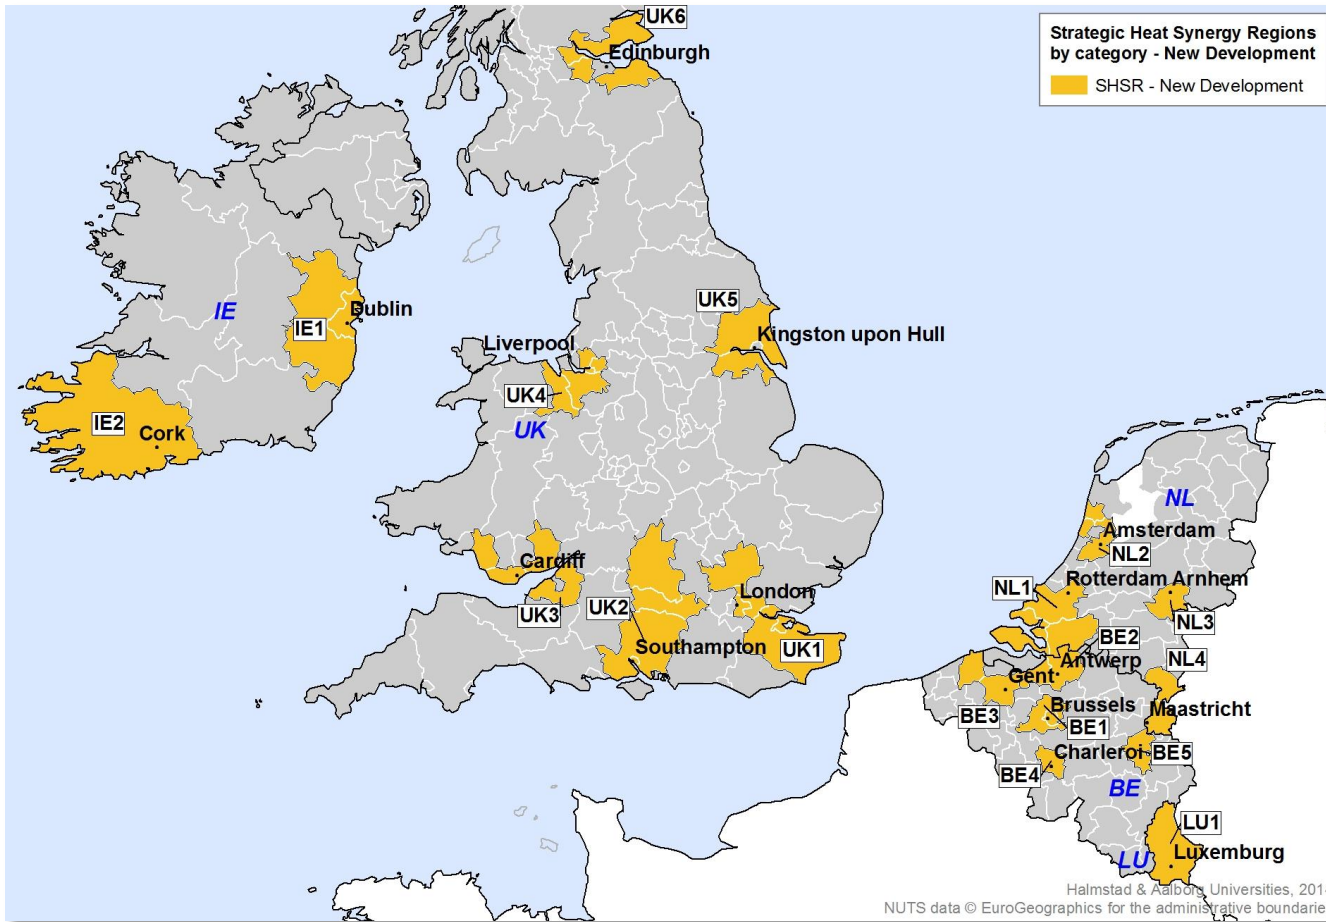 UK6
Edinburgh
Strategic Heat Synergy Regions
by category - New Development
SHSR - New Development
UK5
IE
Dublin
IE1
Kingston upon Hull
Liverpool
UK4
IE2
Cork
UK
NL
Amsterdam
NL2
Cardiff
London
NL1
Rotterdam
Arnhem
UK3
UK2
NL3
BE2
Southampton
UK1
Antwerp
NL4
Gent
Brussels
Maastricht
BE3
BE1
Charleroi
BE5
BE4
BE
LU1
LU
Luxemburg
Halmstad & Aalborg Universities, 201
NUTS data © EuroGeographics for the administrative boundarie